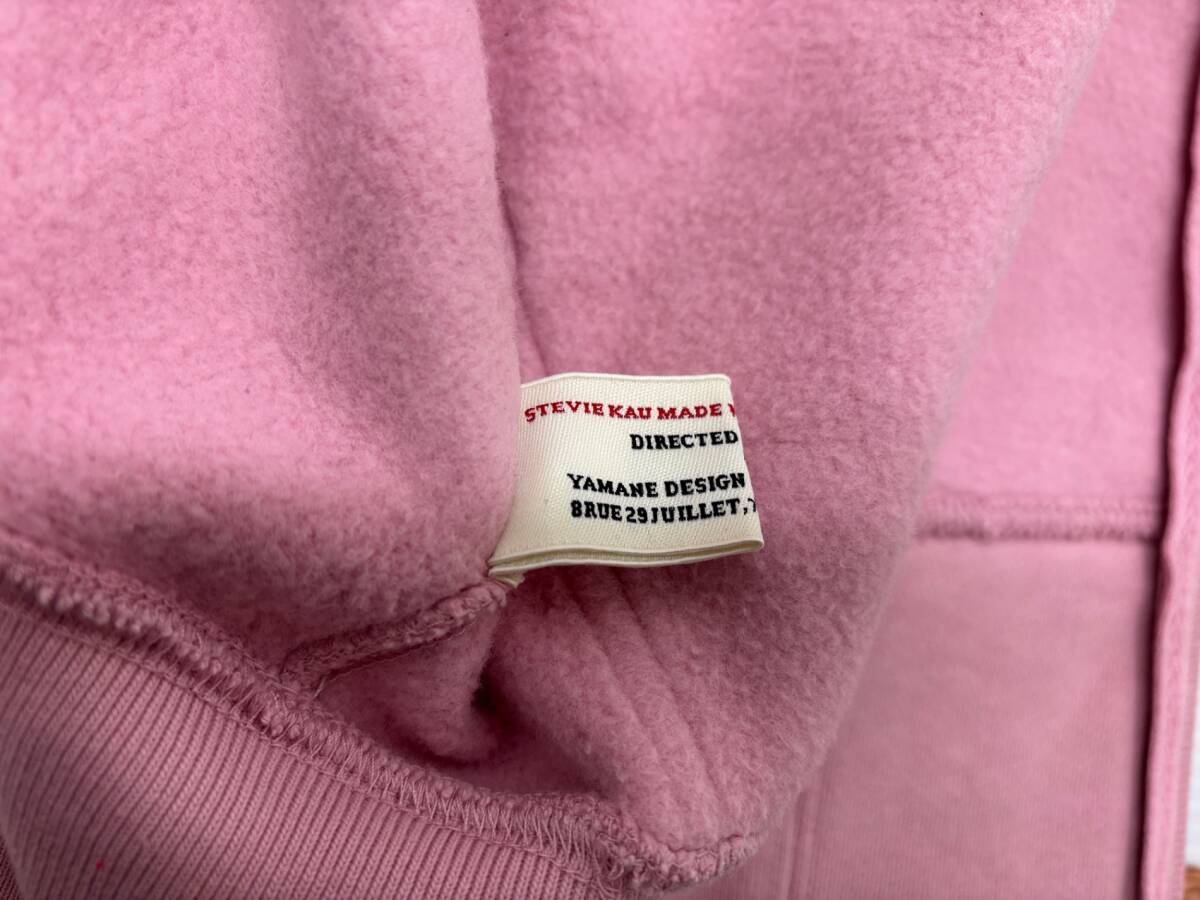 STEVIE KAU MADE
DIRECTED
YAMANE DESIGN
8 RUE 29 JUILLET,